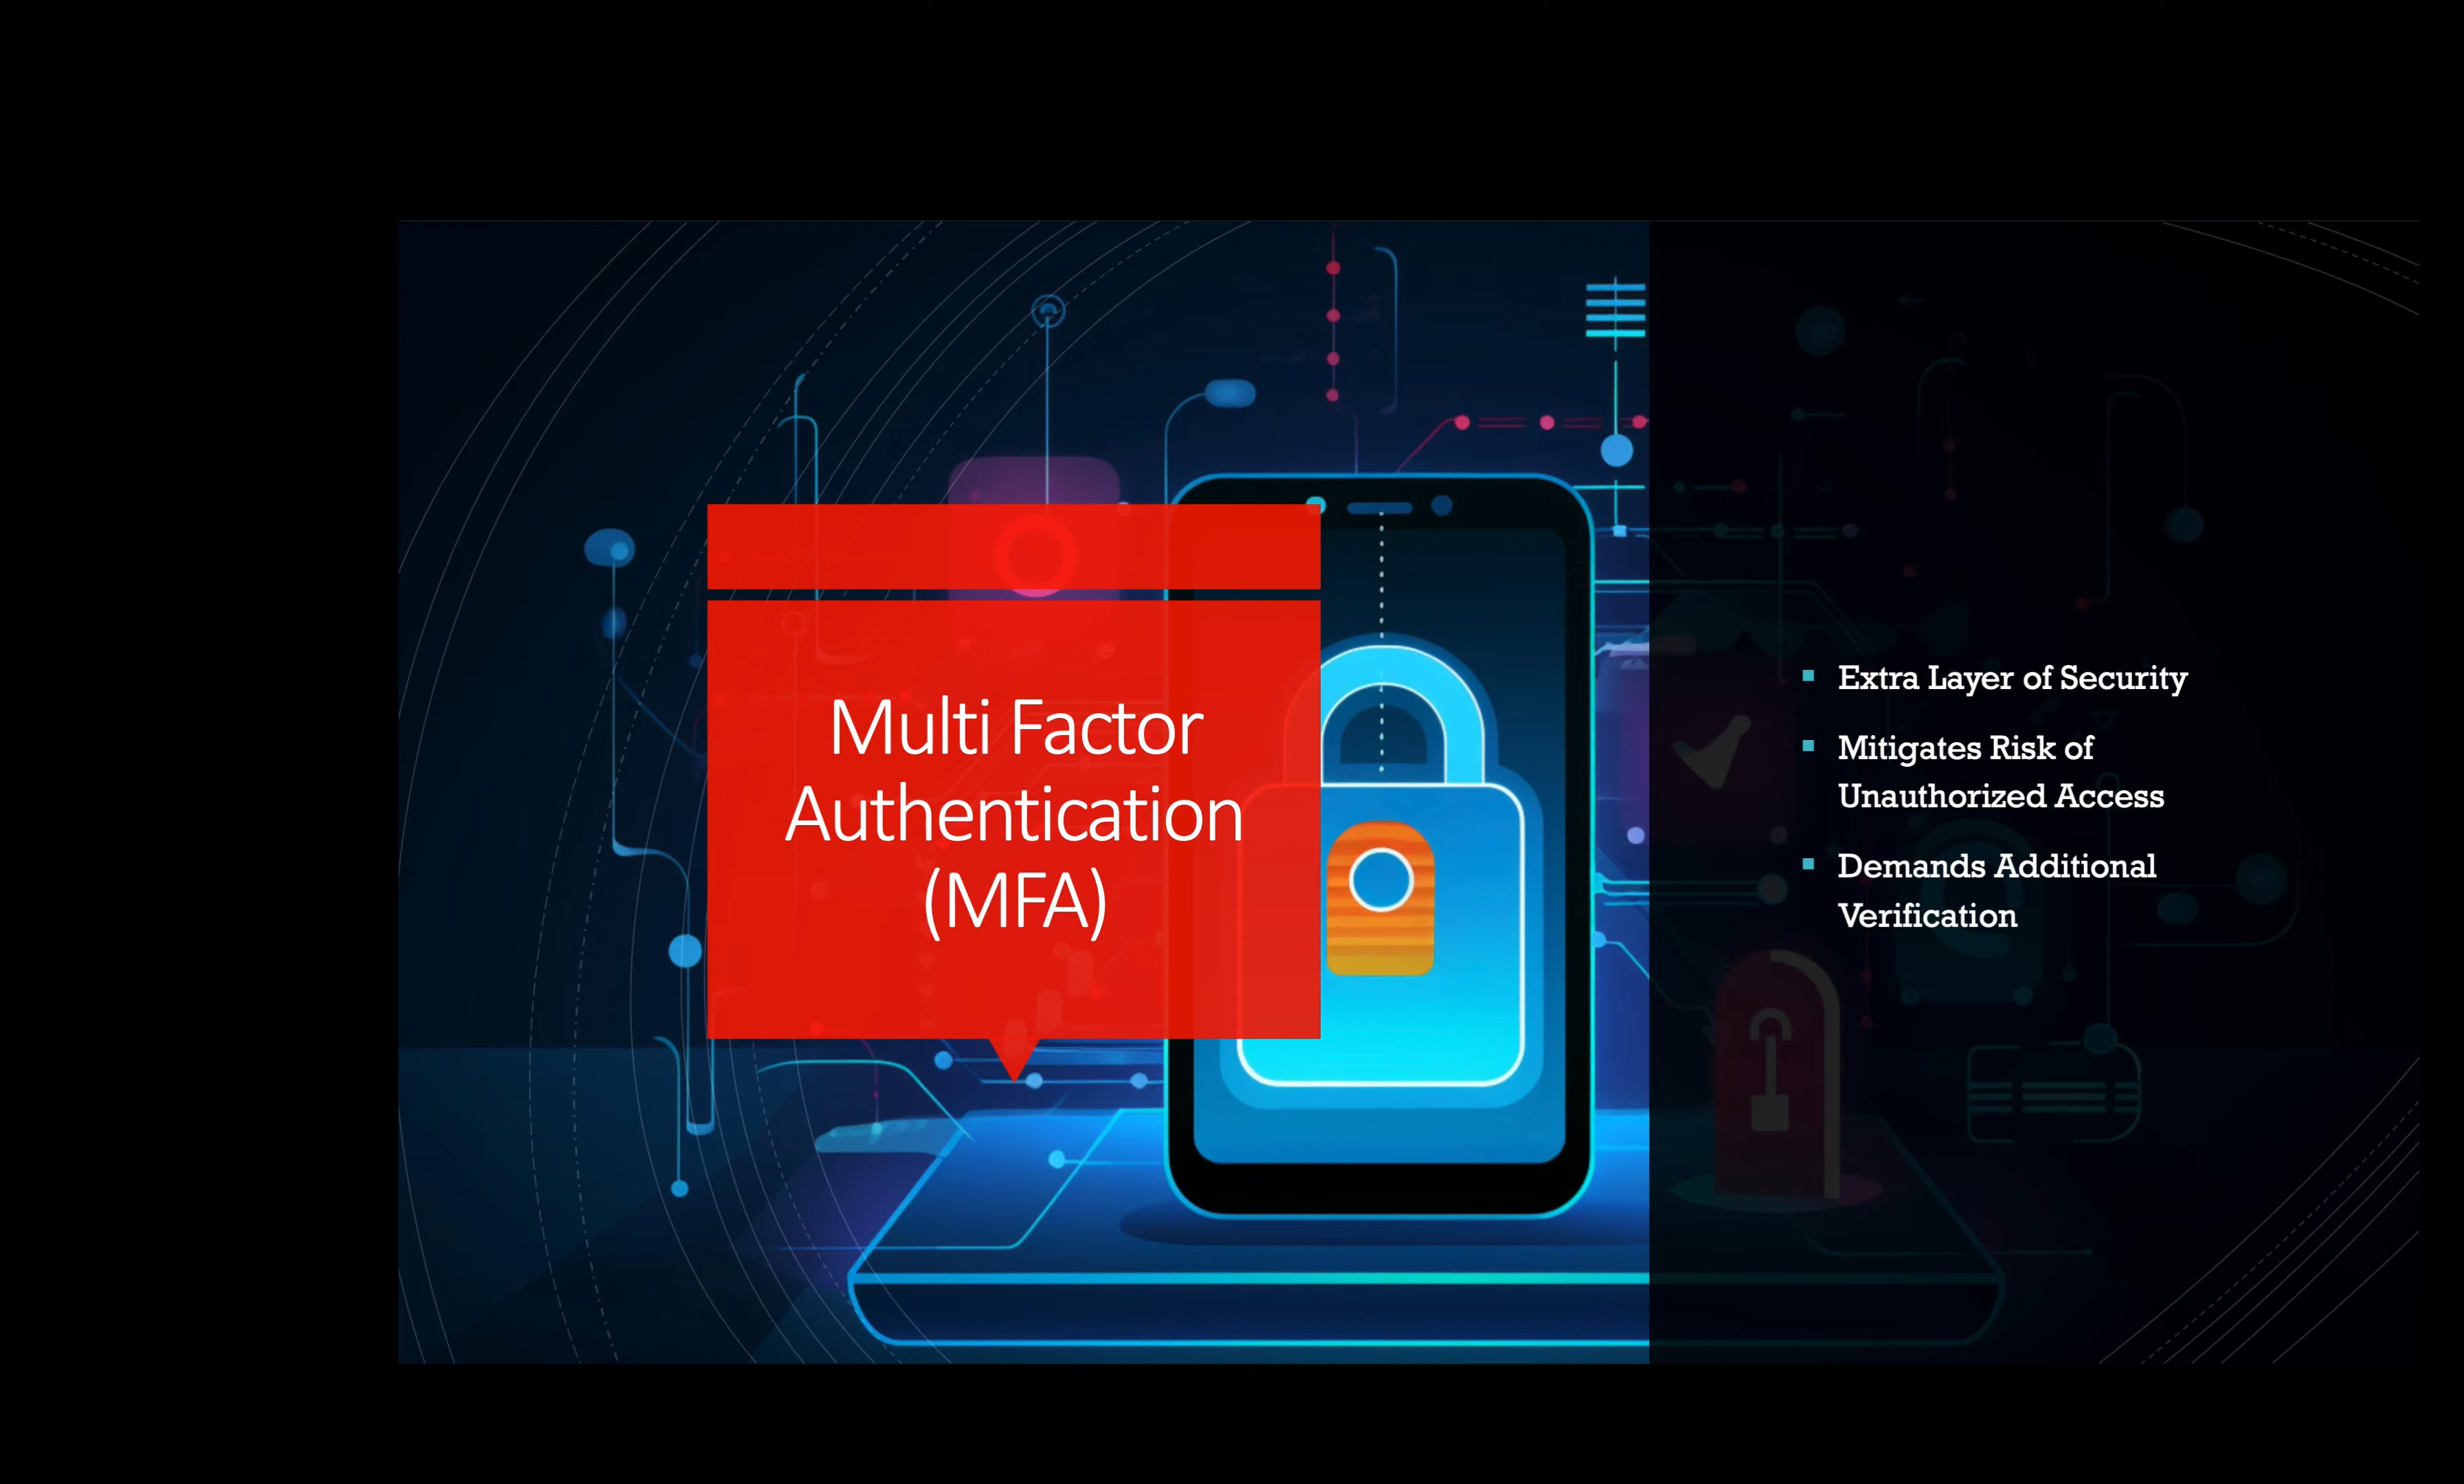 Multi Factor
Authentication
(MFA)
Extra Layer of Security
Mitigates Risk of
Unauthorized Access
Demands Additional
Verification